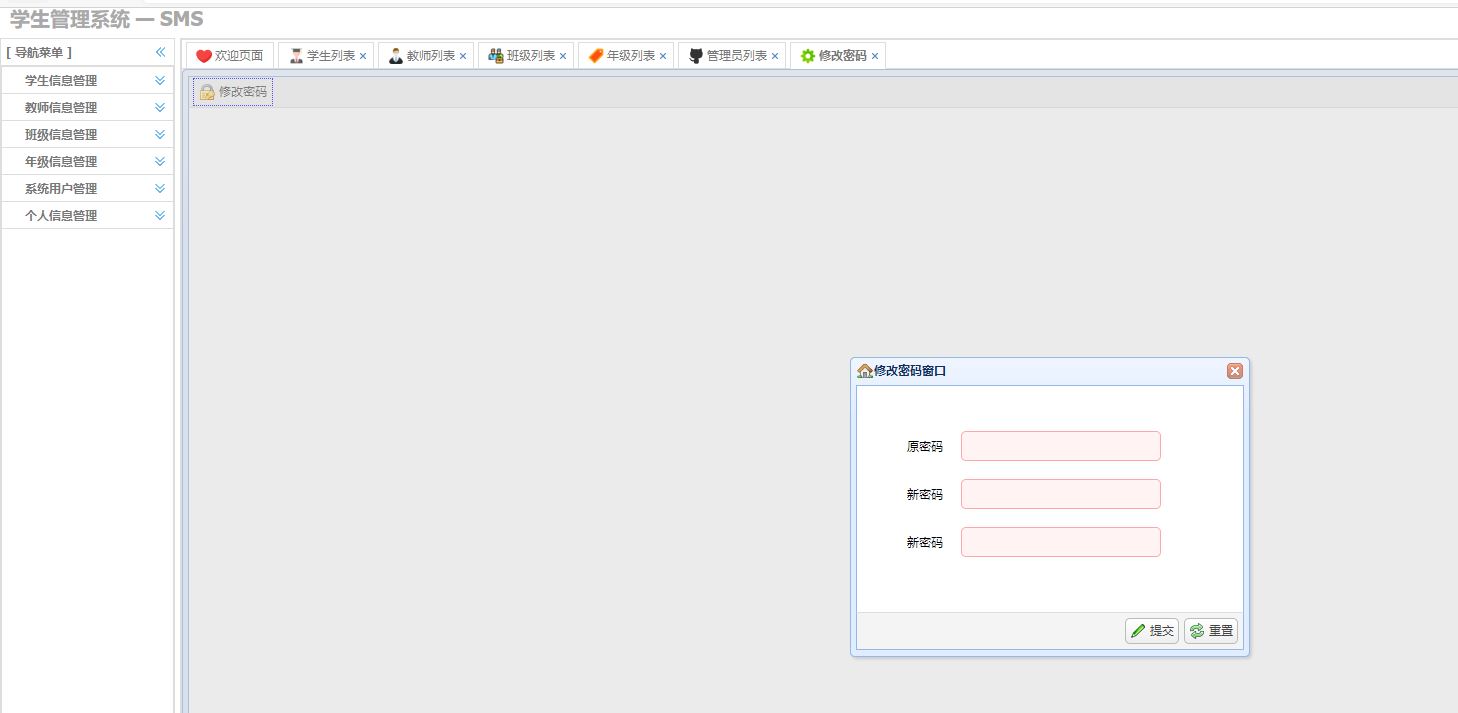 学生管理系统 — SMS
[ 导航菜单 ]
学生信息管理
教师信息管理
班级信息管理
年级信息管理
系统用户管理
个人信息管理
欢迎页面 学生列表 教师列表 班级列表 年级列表 管理员列表 修改密码
修改密码
修改密码窗口
原密码
新密码
新密码
提交 重置